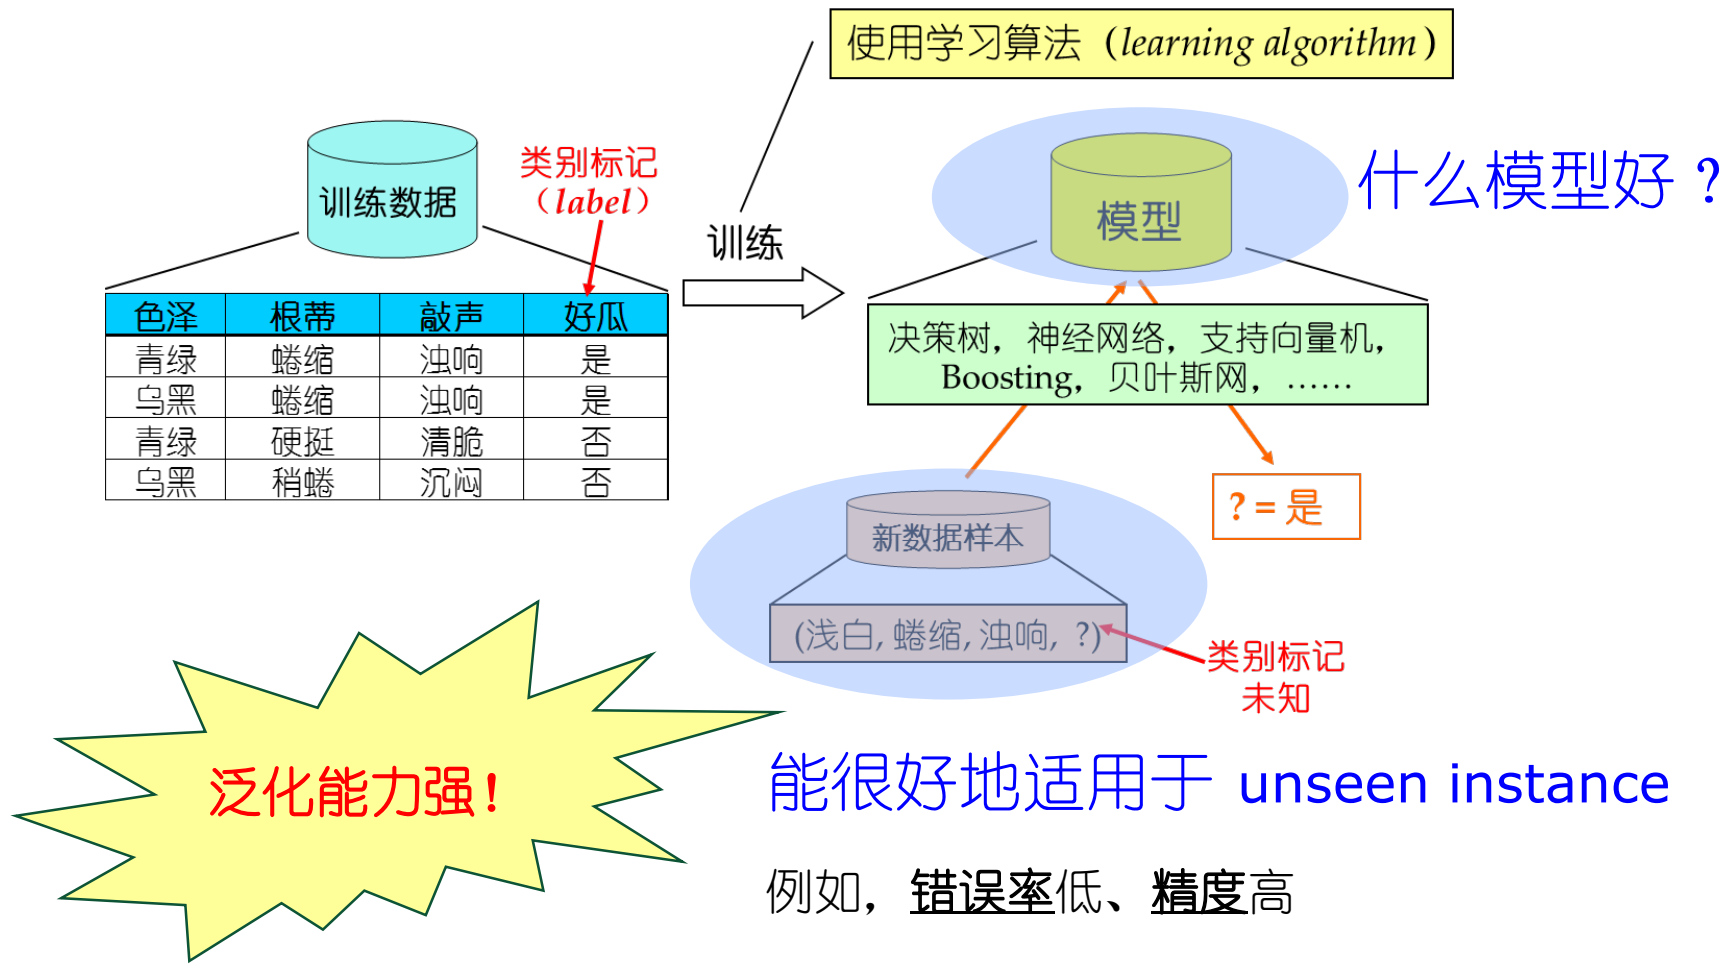 使用学习算法（learning algorithm）
训练数据
类别标记
（label）
训练
模型
什么模型好？
色泽 根蒂 敲声 好瓜
青绿 蜷缩 浊响 是
乌黑 蜷缩 浊响 是
青绿 硬挺 清脆 否
乌黑 稍蜷 沉闷 否
决策树，神经网络，支持向量机，
Boosting，贝叶斯网，……
? = 是
新数据样本
(浅白, 蜷缩, 浊响, ?)
类别标记
未知
泛化能力强！
能很好地适用于 unseen instance
例如，错误率低、精度高